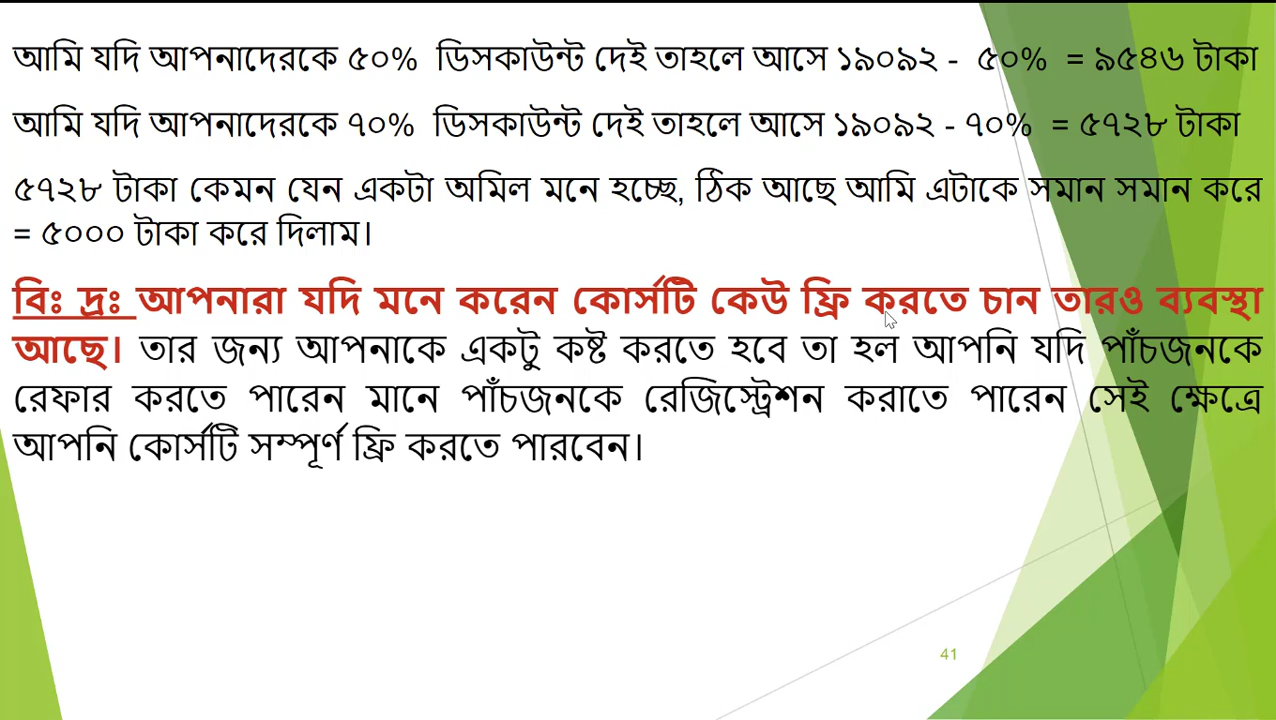 আমি যদি আপনাদেরকে ৫০% ডিসকাউন্ট দেই তাহলে আসে ১৯০৯২ - ৫০% = ৯৫৪৬ টাকা
আমি যদি আপনাদেরকে ৭০% ডিসকাউন্ট দেই তাহলে আসে ১৯০৯২ - ৭০% = ৫৭২৮ টাকা
৫৭২৮ টাকা কেমন যেন একটা অমিল মনে হচ্ছে, ঠিক আছে আমি এটাকে সমান সমান করে
= ৫০০০ টাকা করে দিলাম।
বিঃ দ্রঃ আপনারা যদি মনে করেন কোর্সটি কেউ ফ্রি করতে চান তারও ব্যবস্থা
আছে। তার জন্য আপনাকে একটু কষ্ট করতে হবে তা হল আপনি যদি পাঁচজনকে
রেফার করতে পারেন মানে পাঁচজনকে রেজিস্ট্রেশন করাতে পারেন সেই ক্ষেত্রে
আপনি কোর্সটি সম্পূর্ণ ফ্রি করতে পারবেন।
41